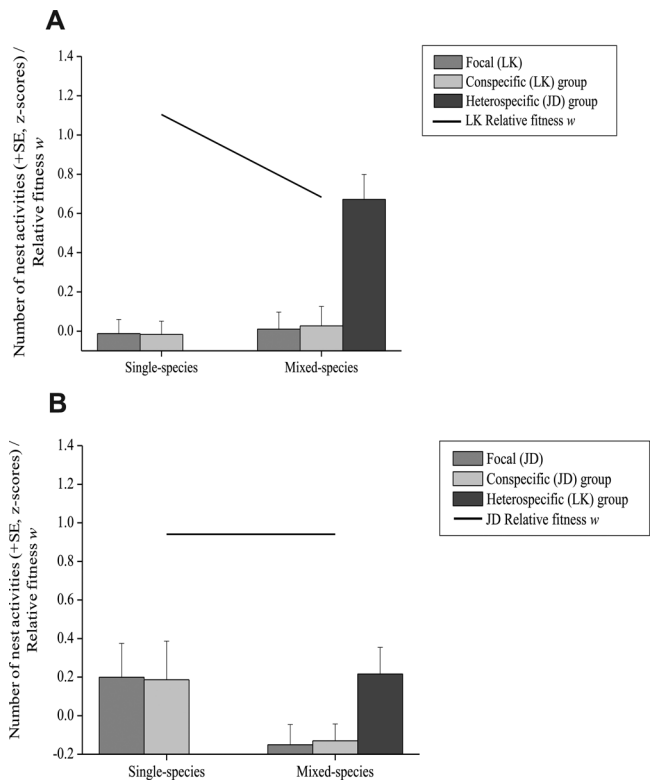 A
Number of nest activities (+SE, z-scores) /
Relative fitness w
1.4
1.2
1.0
0.8
0.6
0.4
0.2
0.0
Single-species
Mixed-species
Focal (LK)
Conspecific (LK) group
Heterospecific (JD) group
LK Relative fitness w
B
Number of nest activities (+SE, z-scores) /
Relative fitness w
1.4
1.2
1.0
0.8
0.6
0.4
0.2
0.0
-0.2
Single-species
Mixed-species
Focal (JD)
Conspecific (JD) group
Heterospecific (LK) group
JD Relative fitness w